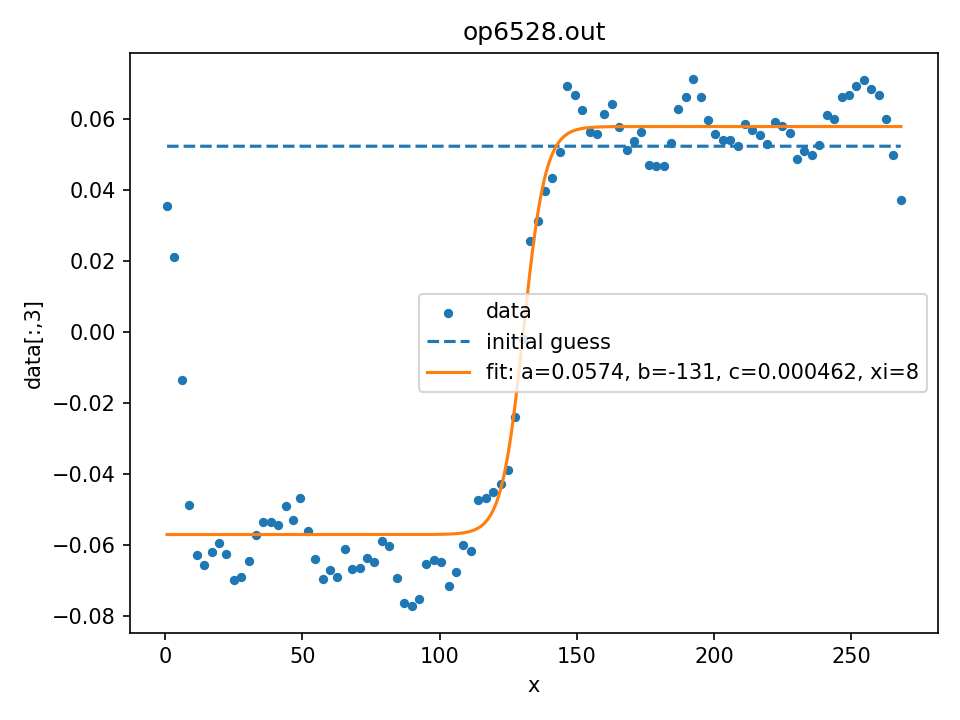 op6528.out
0.06
0.04
0.02
0.00
−0.02
−0.04
−0.06
−0.08
data[:,3]
data
initial guess
fit: a=0.0574, b=-131, c=0.000462, xi=8
0 50 100 150 200 250
x